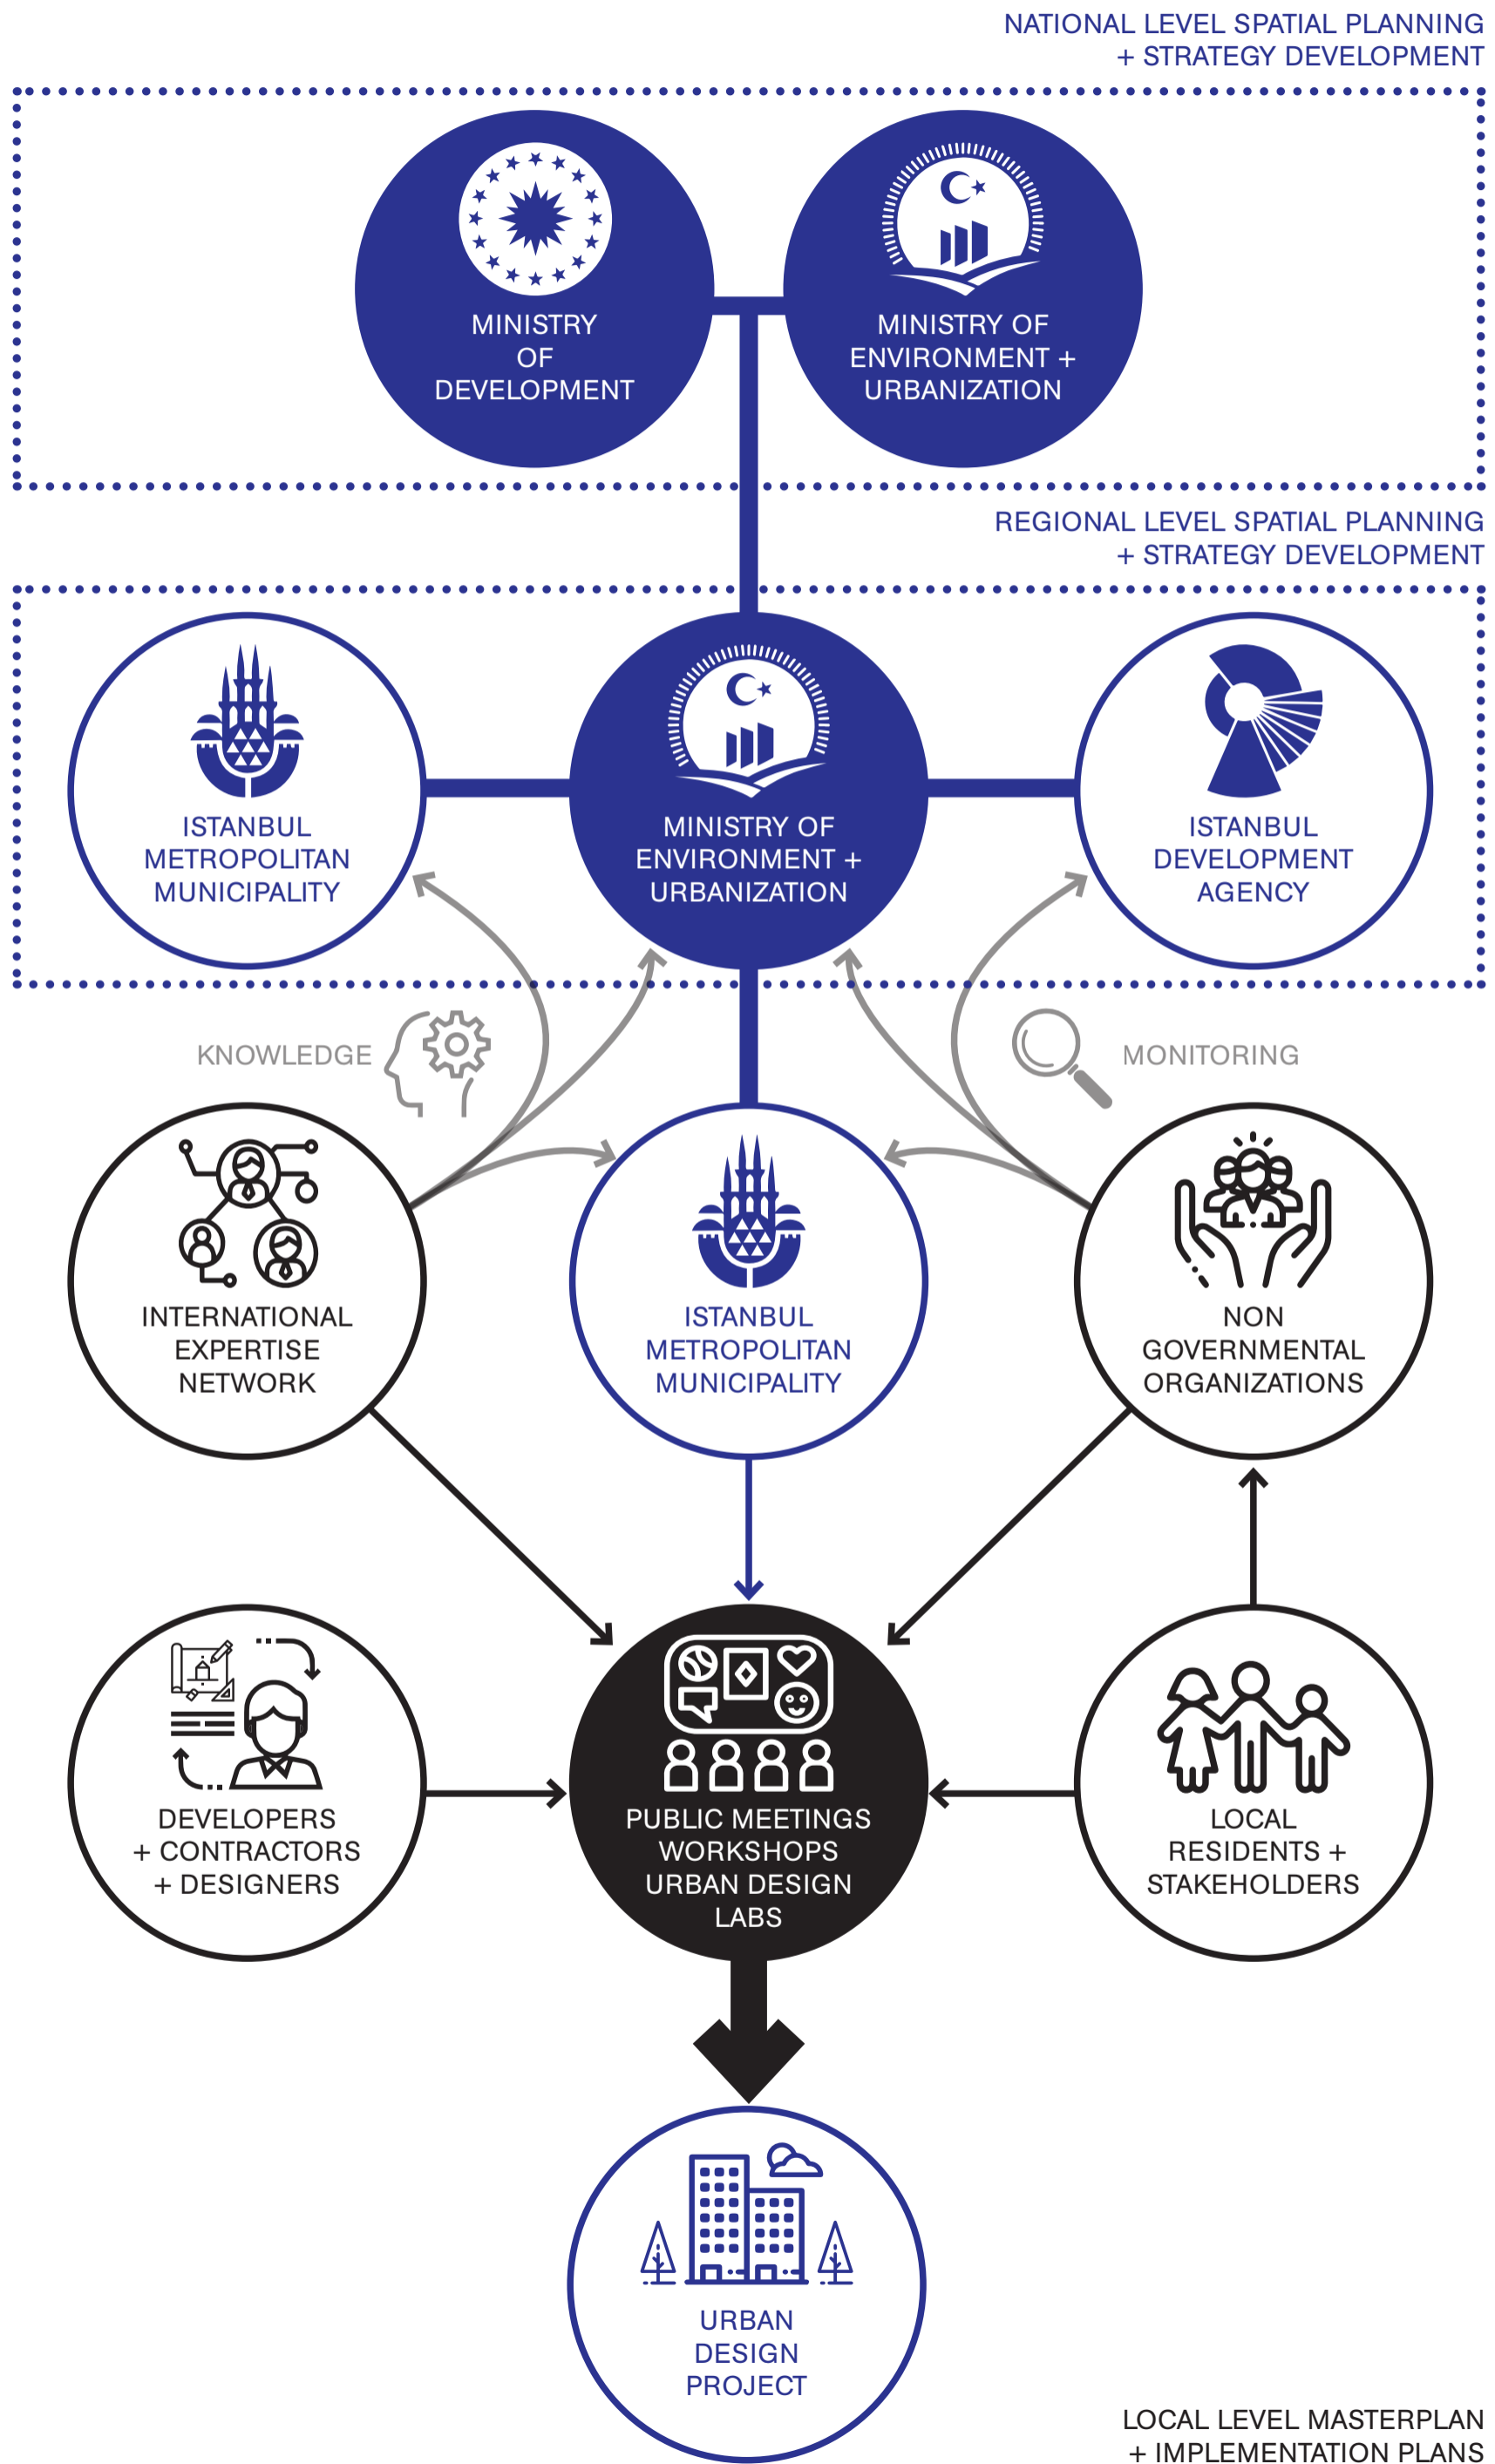 NATIONAL LEVEL SPATIAL PLANNING
+ STRATEGY DEVELOPMENT
MINISTRY
OF
DEVELOPMENT
MINISTRY OF
ENVIRONMENT +
URBANIZATION
REGIONAL LEVEL SPATIAL PLANNING
+ STRATEGY DEVELOPMENT
ISTANBUL
METROPOLITAN
MUNICIPALITY
MINISTRY OF
ENVIRONMENT +
URBANIZATION
ISTANBUL
DEVELOPMENT
AGENCY
KNOWLEDGE
MONITORING
INTERNATIONAL
EXPERTISE
NETWORK
ISTANBUL
METROPOLITAN
MUNICIPALITY
NON
GOVERNMENTAL
ORGANIZATIONS
DEVELOPERS
+ CONTRACTORS
+ DESIGNERS
PUBLIC MEETINGS
WORKSHOPS
URBAN DESIGN
LABS
LOCAL
RESIDENTS +
STAKEHOLDERS
URBAN
DESIGN
PROJECT
LOCAL LEVEL MASTERPLAN
+ IMPLEMENTATION PLANS